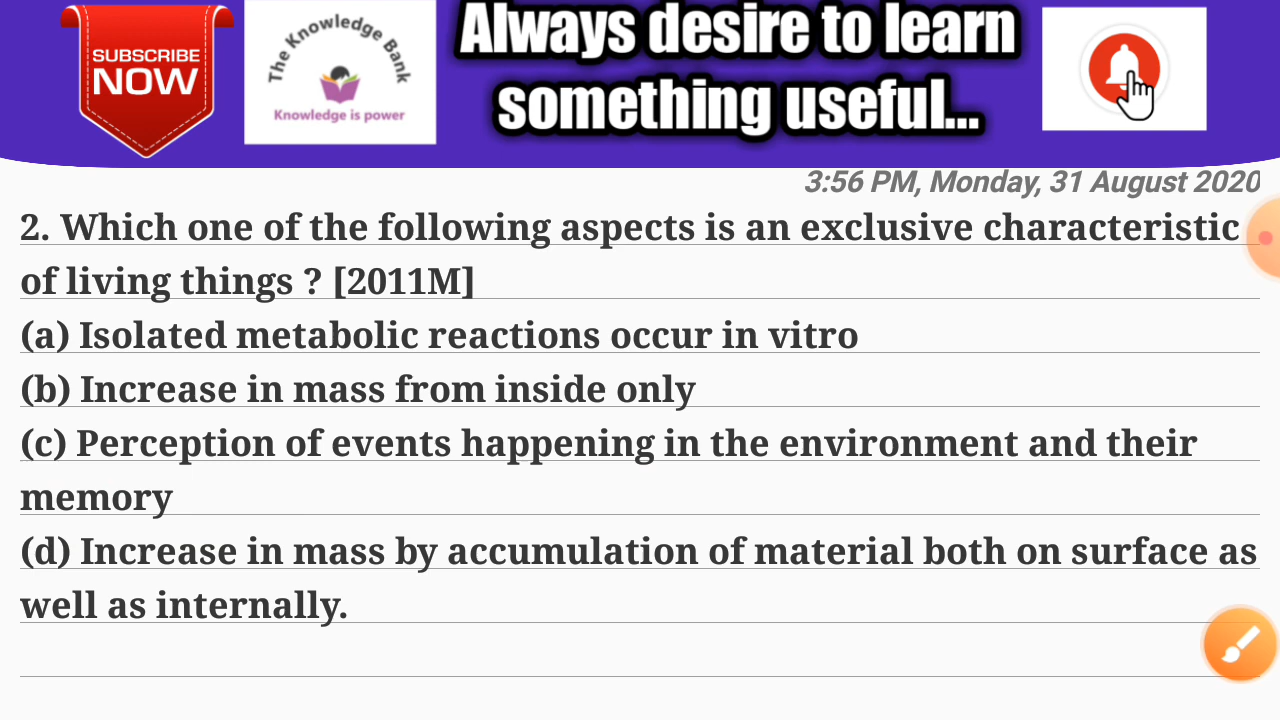 SUBSCRIBE
NOW
The Knowledge Bank
Knowledge is power
Always desire to learn
something useful...
3:56 PM, Monday, 31 August 2020
2. Which one of the following aspects is an exclusive characteristic
of living things ? [2011M]
(a) Isolated metabolic reactions occur in vitro
(b) Increase in mass from inside only
(c) Perception of events happening in the environment and their
memory
(d) Increase in mass by accumulation of material both on surface as
well as internally.